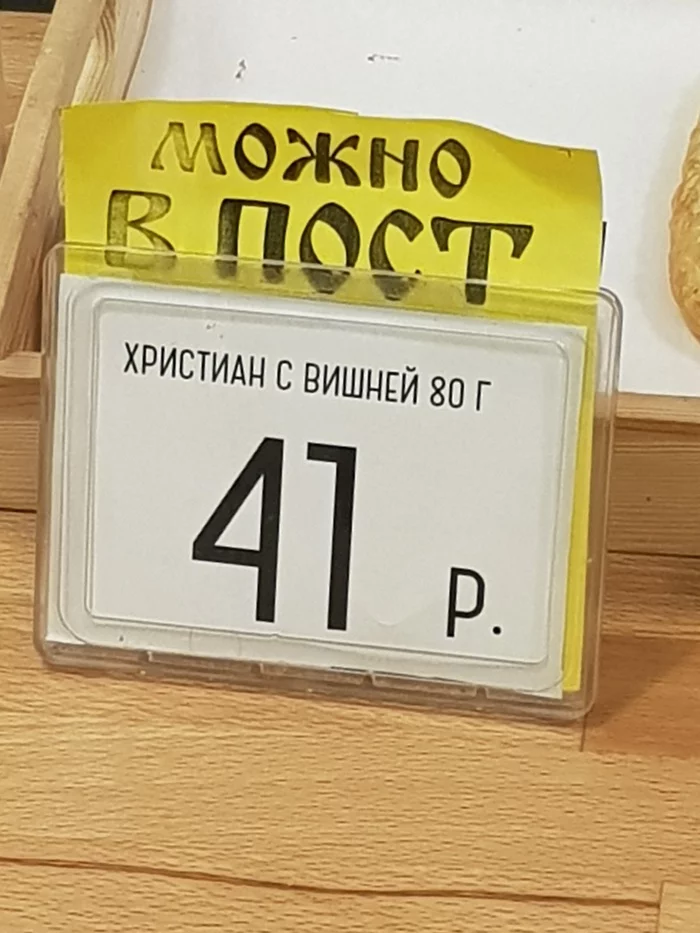 МОЖНО
В ПОСТ
ХРИСТИАН С ВИШНЕЙ 80 Г
41 Р.